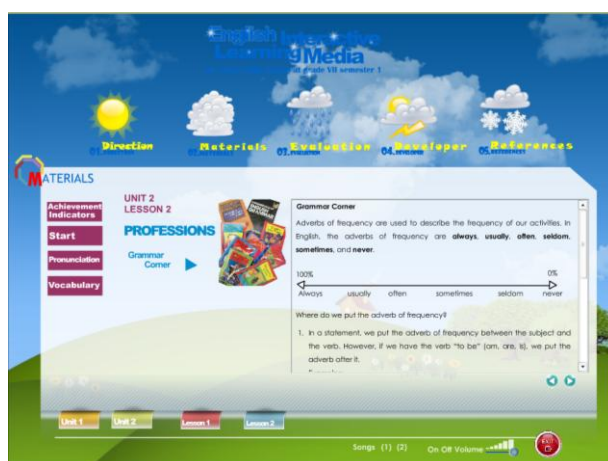 English Interactive
Learning Media
grade VII semester 1
Direction
Materials
Evaluation
Developer
References
MATERIALS
Achievement
Indicators
Start
Pronunciation
Vocabulary
UNIT 2
LESSON 2
PROFESSIONS
Grammar
Corner
Grammar Corner
Adverbs of frequency are used to describe the frequency of our activities. In
English, the adverbs of frequency are always, usually, often, seldom,
sometimes, and never.
100%
0%
Always usually often sometimes seldom never
Where do we put the adverb of frequency?
1. In a statement, we put the adverb of frequency between the subject and
the verb. However, if we have the verb "to be" (am, are, is), we put the
adverb after it.
Unit 1
Unit 2
Lesson 1
Lesson 2
Songs (1) (2)
On Off Volume